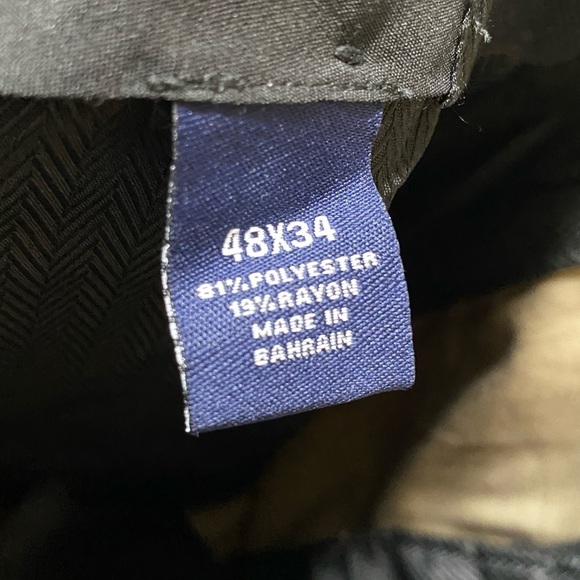 48X34
81% POLYESTER
19% RAYON
MADE IN
BAHRAIN